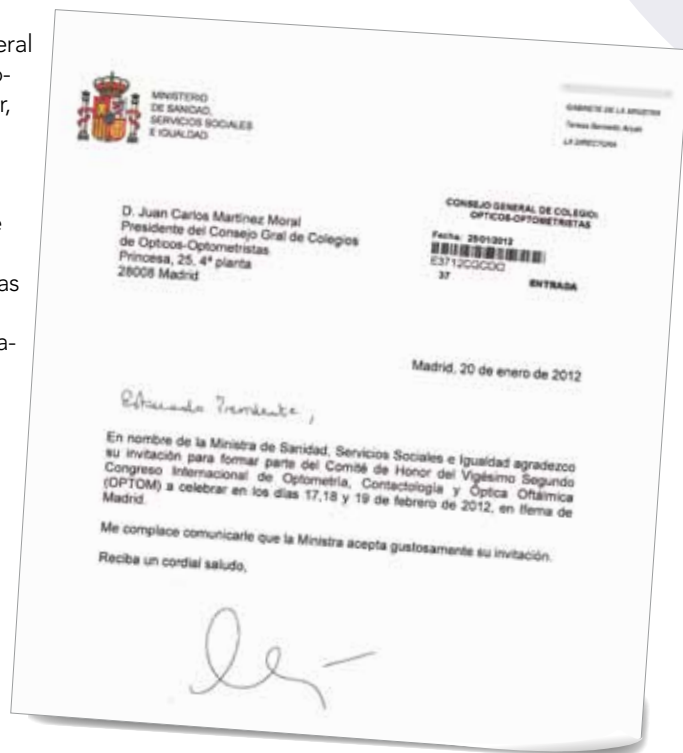 eral
o-
r,
e
as
a-
MINISTERIO
DE SANIDAD,
SERVICIOS SOCIALES
E IGUALDAD
GABINETE DE LA MINISTRA
LA DIRECTORA
D. Juan Carlos Martínez Moral
Presidente del Consejo Gral de Colegios
de Opticos-Optometristas
Princesa, 25, 4ª planta
28008 Madrid
CONSEJO GENERAL DE COLEGIOS
OPTICOS-OPTOMETRISTAS
Fecha: 25/01/2012
E3712CGCOO
37 ENTRADA
Madrid, 20 de enero de 2012
Estimado Presidente,
En nombre de la Ministra de Sanidad, Servicios Sociales e Igualdad agradezco
su invitación para formar parte del Comité de Honor del Vigésimo Segundo
Congreso Internacional de Optometría, Contactología y Óptica Oftálmica
(OPTOM) a celebrar en los días 17,18 y 19 de febrero de 2012, en Ifema de
Madrid.
Me complace comunicarle que la Ministra acepta gustosamente su invitación.
Reciba un cordial saludo,